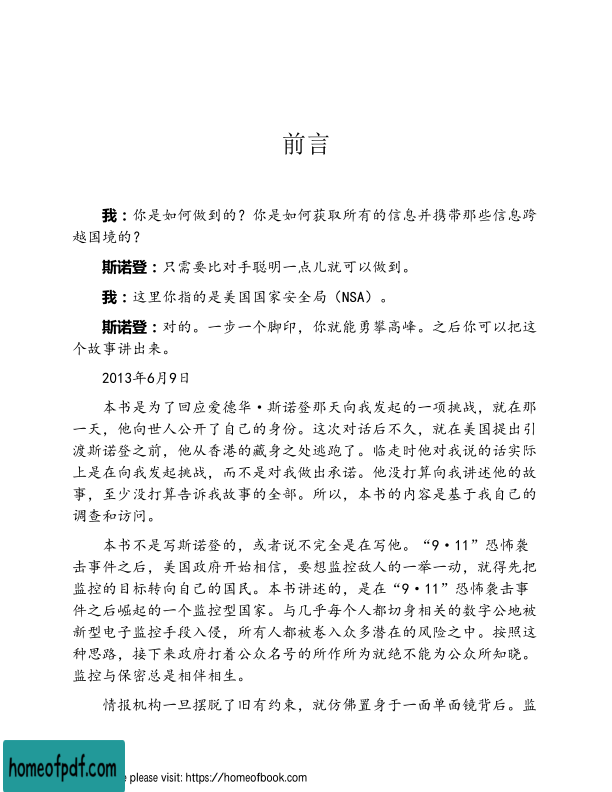 前言
我：你是如何做到的？你是如何获取所有的信息并携带那些信息跨
越国境的？
斯诺登：只需要比对手聪明一点儿就可以做到。
我：这里你指的是美国国家安全局（NSA）。
斯诺登：对的。一步一个脚印，你就能勇攀高峰。之后你可以把这
个故事讲出来。
2013年6月9日
本书是为了回应爱德华·斯诺登那天向我发起的一项挑战，就在那
一天，他向世人公开了自己的身份。这次对话后不久，就在美国提出引
渡斯诺登之前，他从香港的藏身之处逃跑了。临走时他对我说的话实际
上是在向我发起挑战，而不是对我做出承诺。他没打算向我讲述他的故
事，至少没打算告诉我故事的全部。所以，本书的内容是基于我自己的
调查和访问。
本书不是写斯诺登的，或者说不完全是在写他。“9·11”恐怖袭
击事件之后，美国政府开始相信，要想监控敌人的一举一动，就得先把
监控的目标转向自己的国民。本书讲述的，是在“9·11”恐怖袭击事
件之后崛起的一个监控型国家。与几乎每个人都切身相关的数字公地被
新型电子监控手段入侵，所有人都被卷入众多潜在的风险之中。按照这
种思路，接下来政府打着公众名号的所作所为就绝不能为公众所知晓。
监控与保密总是相伴相生。
情报机构一旦摆脱了旧有约束，就仿佛置身于一面单面镜背后。监
homeofpdf.com
e please visit: https://homeofbook.com